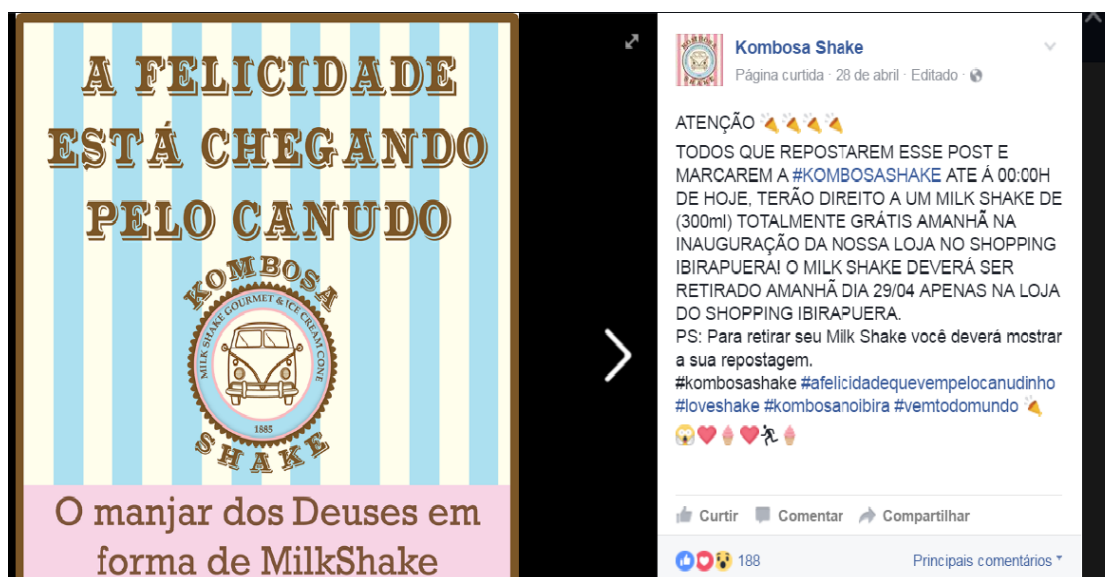 A FELICIDADE
ESTÁ CHEGANDO
PELO CANUDO
KOMBOSA
MILK SHAKE GOURMET & ICE CREAM CONE
1885
SHAKE
O manjar dos Deuses em
forma de MilkShake
KOMBOSA
SHAKE
Kombosa Shake
Página curtida · 28 de abril · Editado ·
ATENÇÃO
TODOS QUE REPOSTAREM ESSE POST E
MARCAREM A #KOMBOSASHAKE ATE Á 00:00H
DE HOJE, TERÃO DIREITO A UM MILK SHAKE DE
(300ml) TOTALMENTE GRÁTIS AMANHÃ NA
INAUGURAÇÃO DA NOSSA LOJA NO SHOPPING
IBIRAPUERA! O MILK SHAKE DEVERÁ SER
RETIRADO AMANHÃ DIA 29/04 APENAS NA LOJA
DO SHOPPING IBIRAPUERA.
PS: Para retirar seu Milk Shake você deverá mostrar
a sua repostagem.
#kombosashake #afelicidadequevempelocanudinho
#loveshake #kombosanoibira #vemtodomundo
Curtir Comentar Compartilhar
188 Principais comentários